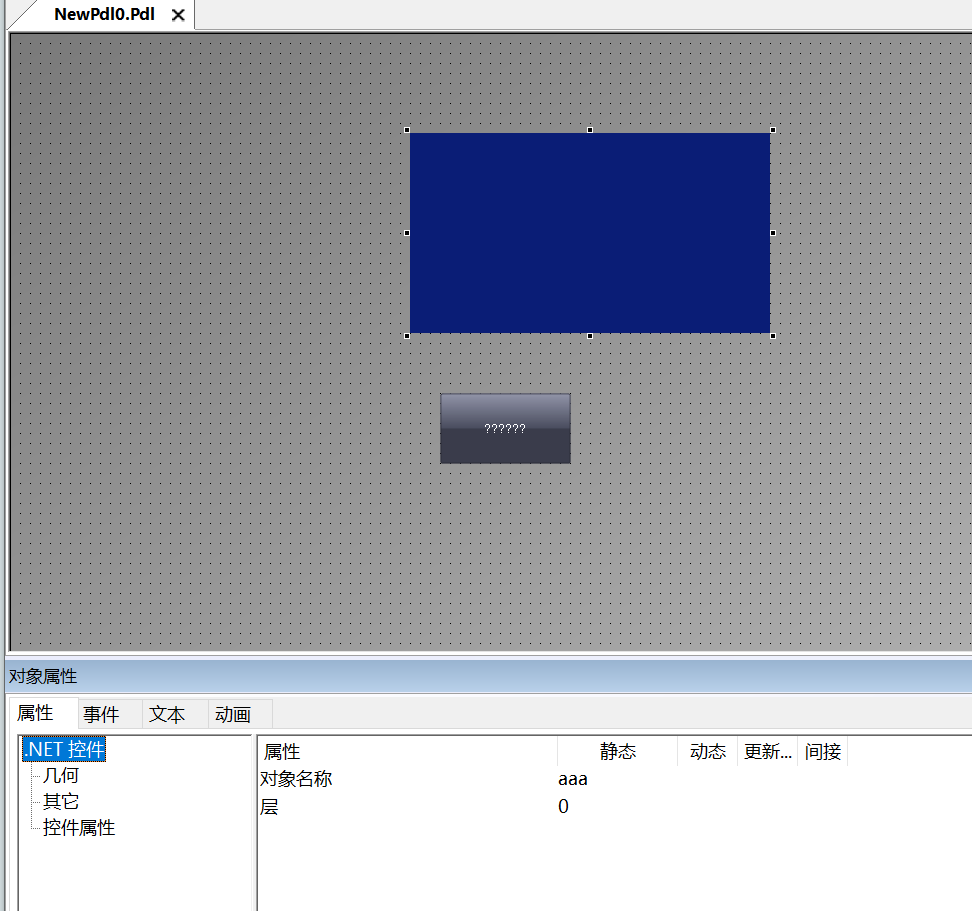 NewPdl0.Pdl
??????
对象属性
属性 事件 文本 动画
.NET 控件
几何
其它
控件属性
属性 静态 动态 更新... 间接
对象名称 aaa
层 0